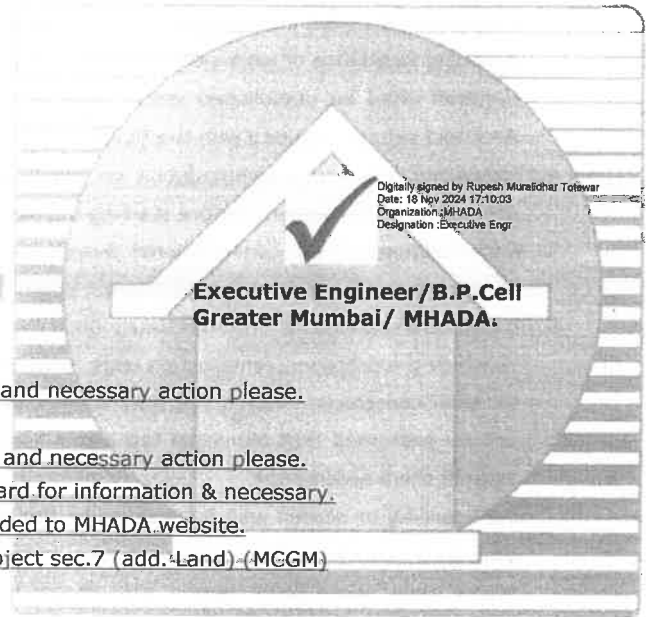 Digitally signed by Rupesh Muralidhar Totewar
Date: 18 Nov 2024 17:10:03
Organization :MHADA
Designation :Executive Engr
Executive Engineer/B.P.Cell
Greater Mumbai/ MHADA.
and necessary action please.
and necessary action please.
ard for information & necessary.
ded to MHADA website.
ject sec.7 (add. Land) (MCGM)